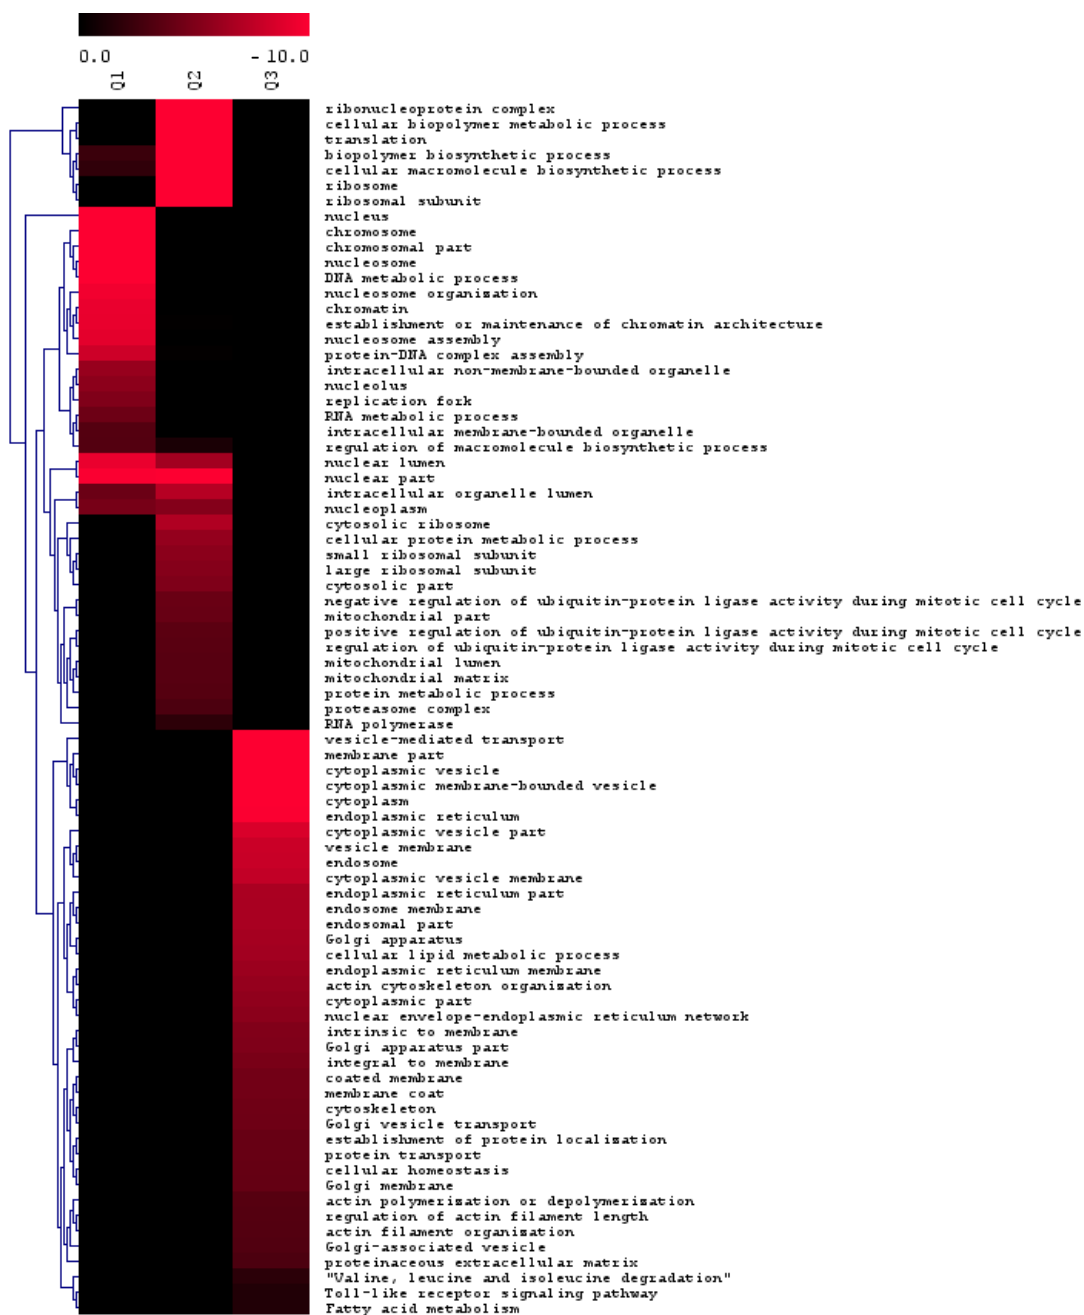 0.0 -10.0
Q1 Q2 Q3
ribonucleoprotein complex
cellular biopolymer metabolic process
translation
biopolymer biosynthetic process
cellular macromolecule biosynthetic process
ribosome
ribosomal subunit
nucleus
chromosome
chromosomal part
nucleosome
DNA metabolic process
nucleosome organization
chromatin
establishment or maintenance of chromatin architecture
nucleosome assembly
protein-DNA complex assembly
intracellular non-membrane-bounded organelle
nucleolus
replication fork
RNA metabolic process
intracellular membrane-bounded organelle
regulation of macromolecule biosynthetic process
nuclear lumen
nuclear part
intracellular organelle lumen
nucleoplasm
cytosolic ribosome
cellular protein metabolic process
small ribosomal subunit
large ribosomal subunit
cytosolic part
negative regulation of ubiquitin-protein ligase activity during mitotic cell cycle
mitochondrial part
positive regulation of ubiquitin-protein ligase activity during mitotic cell cycle
regulation of ubiquitin-protein ligase activity during mitotic cell cycle
mitochondrial lumen
mitochondrial matrix
protein metabolic process
proteasome complex
RNA polymerase
vesicle-mediated transport
membrane part
cytoplasmic vesicle
cytoplasmic membrane-bounded vesicle
cytoplasm
endoplasmic reticulum
cytoplasmic vesicle part
vesicle membrane
endosome
cytoplasmic vesicle membrane
endoplasmic reticulum part
endosome membrane
endosomal part
Golgi apparatus
cellular lipid metabolic process
endoplasmic reticulum membrane
actin cytoskeleton organization
cytoplasmic part
nuclear envelope-endoplasmic reticulum network
intrinsic to membrane
Golgi apparatus part
integral to membrane
coated membrane
membrane coat
cytoskeleton
Golgi vesicle transport
establishment of protein localization
protein transport
cellular homeostasis
Golgi membrane
actin polymerization or depolymerization
regulation of actin filament length
actin filament organization
Golgi-associated vesicle
proteinaceous extracellular matrix
"Valine, leucine and isoleucine degradation"
Toll-like receptor signaling pathway
Fatty acid metabolism